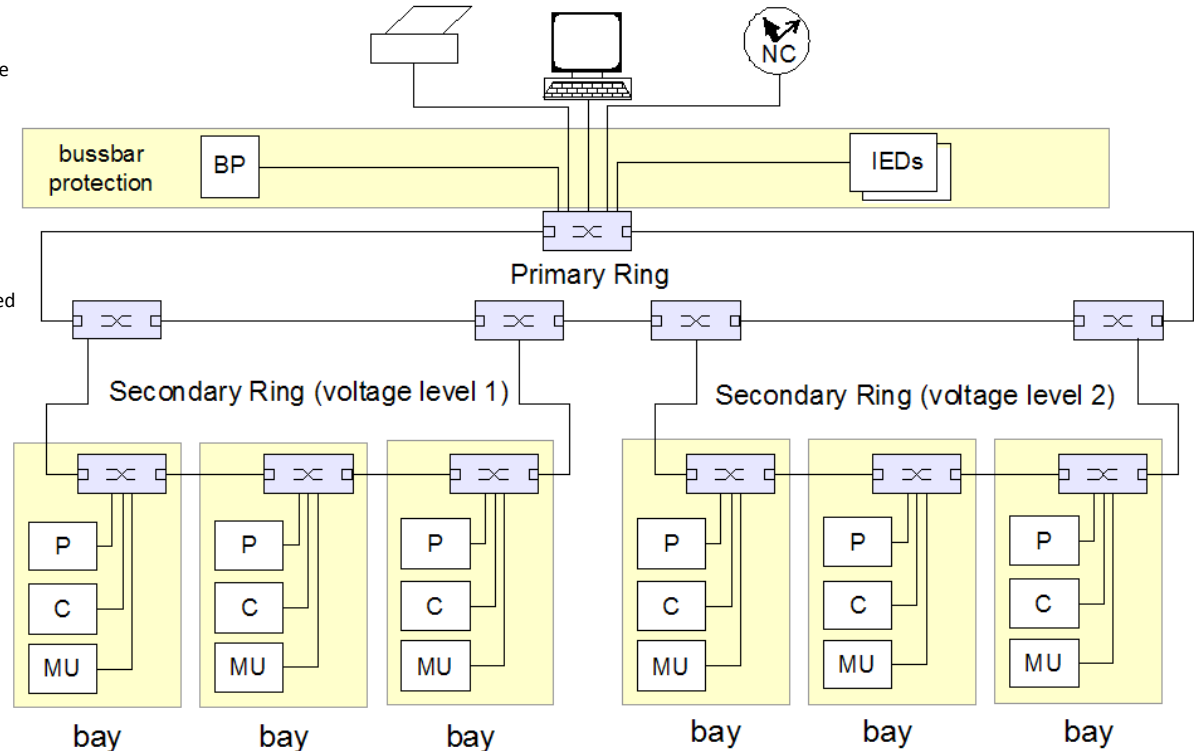 e
NC
bussbar
protection
BP
IEDs
Primary Ring
ed
Secondary Ring (voltage level 1)
Secondary Ring (voltage level 2)
P
P
P
P
P
P
C
C
C
C
C
C
MU
MU
MU
MU
MU
MU
bay
bay
bay
bay
bay
bay